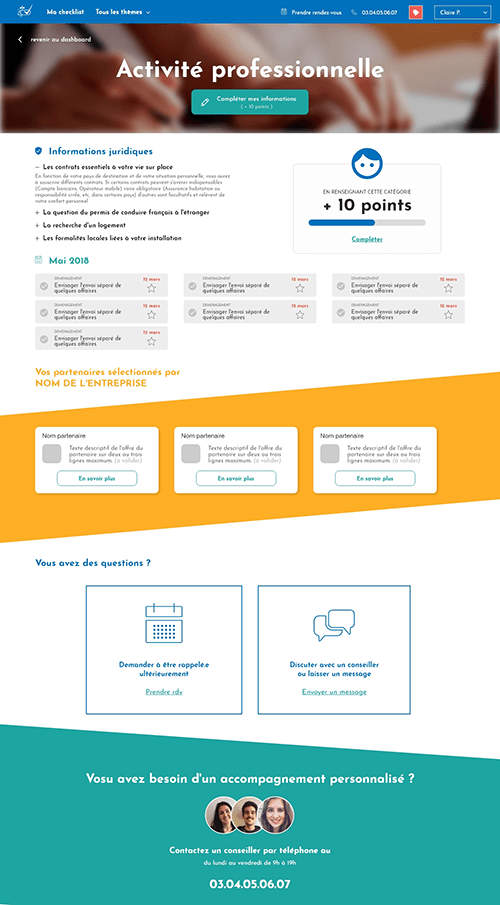 Ma checklist
Tous les thèmes
Prendre rendez-vous
03.04.05.06.07
Claire P.
revenir au dashboard
Activité professionnelle
Compléter mes informations
( + 10 points )
Informations juridiques
— Les contrats essentiels à votre vie sur place
En fonction de votre pays de destination et de votre situation personnelle, vous aurez
à souscrire différents contrats. Si certains contrats peuvent s'avérer indispensables
(Compte bancaire, Opérateur mobile) voire obligatoire (Assurance habitation ou
responsabilité civile, etc, dans certains pays) d'autres sont facultatifs et relèvent de
votre confort personnel.
+ La question du permis de conduire français à l'étranger
+ La recherche d'un logement
+ Les formalités locales liées à votre installation
EN RENSEIGNANT CETTE CATÉGORIE
+ 10 points
Compléter
Mai 2018
DEMENAGEMENT
15 mars
Envisager l'envoi séparé de
quelques affaires
DEMENAGEMENT
15 mars
Envisager l'envoi séparé de
quelques affaires
DEMENAGEMENT
15 mars
Envisager l'envoi séparé de
quelques affaires
DEMENAGEMENT
15 mars
Envisager l'envoi séparé de
quelques affaires
DEMENAGEMENT
15 mars
Envisager l'envoi séparé de
quelques affaires
DEMENAGEMENT
15 mars
Envisager l'envoi séparé de
quelques affaires
DEMENAGEMENT
15 mars
Envisager l'envoi séparé de
quelques affaires
Vos partenaires sélectionnés par
NOM DE L'ENTREPRISE
Nom partenaire
Texte descriptif de l'offre du
partenaire sur deux ou trois
lignes maximum. (à valider)
En savoir plus
Nom partenaire
Texte descriptif de l'offre du
partenaire sur deux ou trois
lignes maximum. (à valider)
En savoir plus
Nom partenaire
Texte descriptif de l'offre du
partenaire sur deux ou trois
lignes maximum. (à valider)
En savoir plus
Vous avez des questions ?
Demander à être rappelé.e
ultérieurement
Prendre rdv
Discuter avec un conseiller
ou laisser un message
Envoyer un message
Vosu avez besoin d'un accompagnement personnalisé ?
Contactez un conseiller par téléphone au
du lundi au vendredi de 9h à 19h
03.04.05.06.07